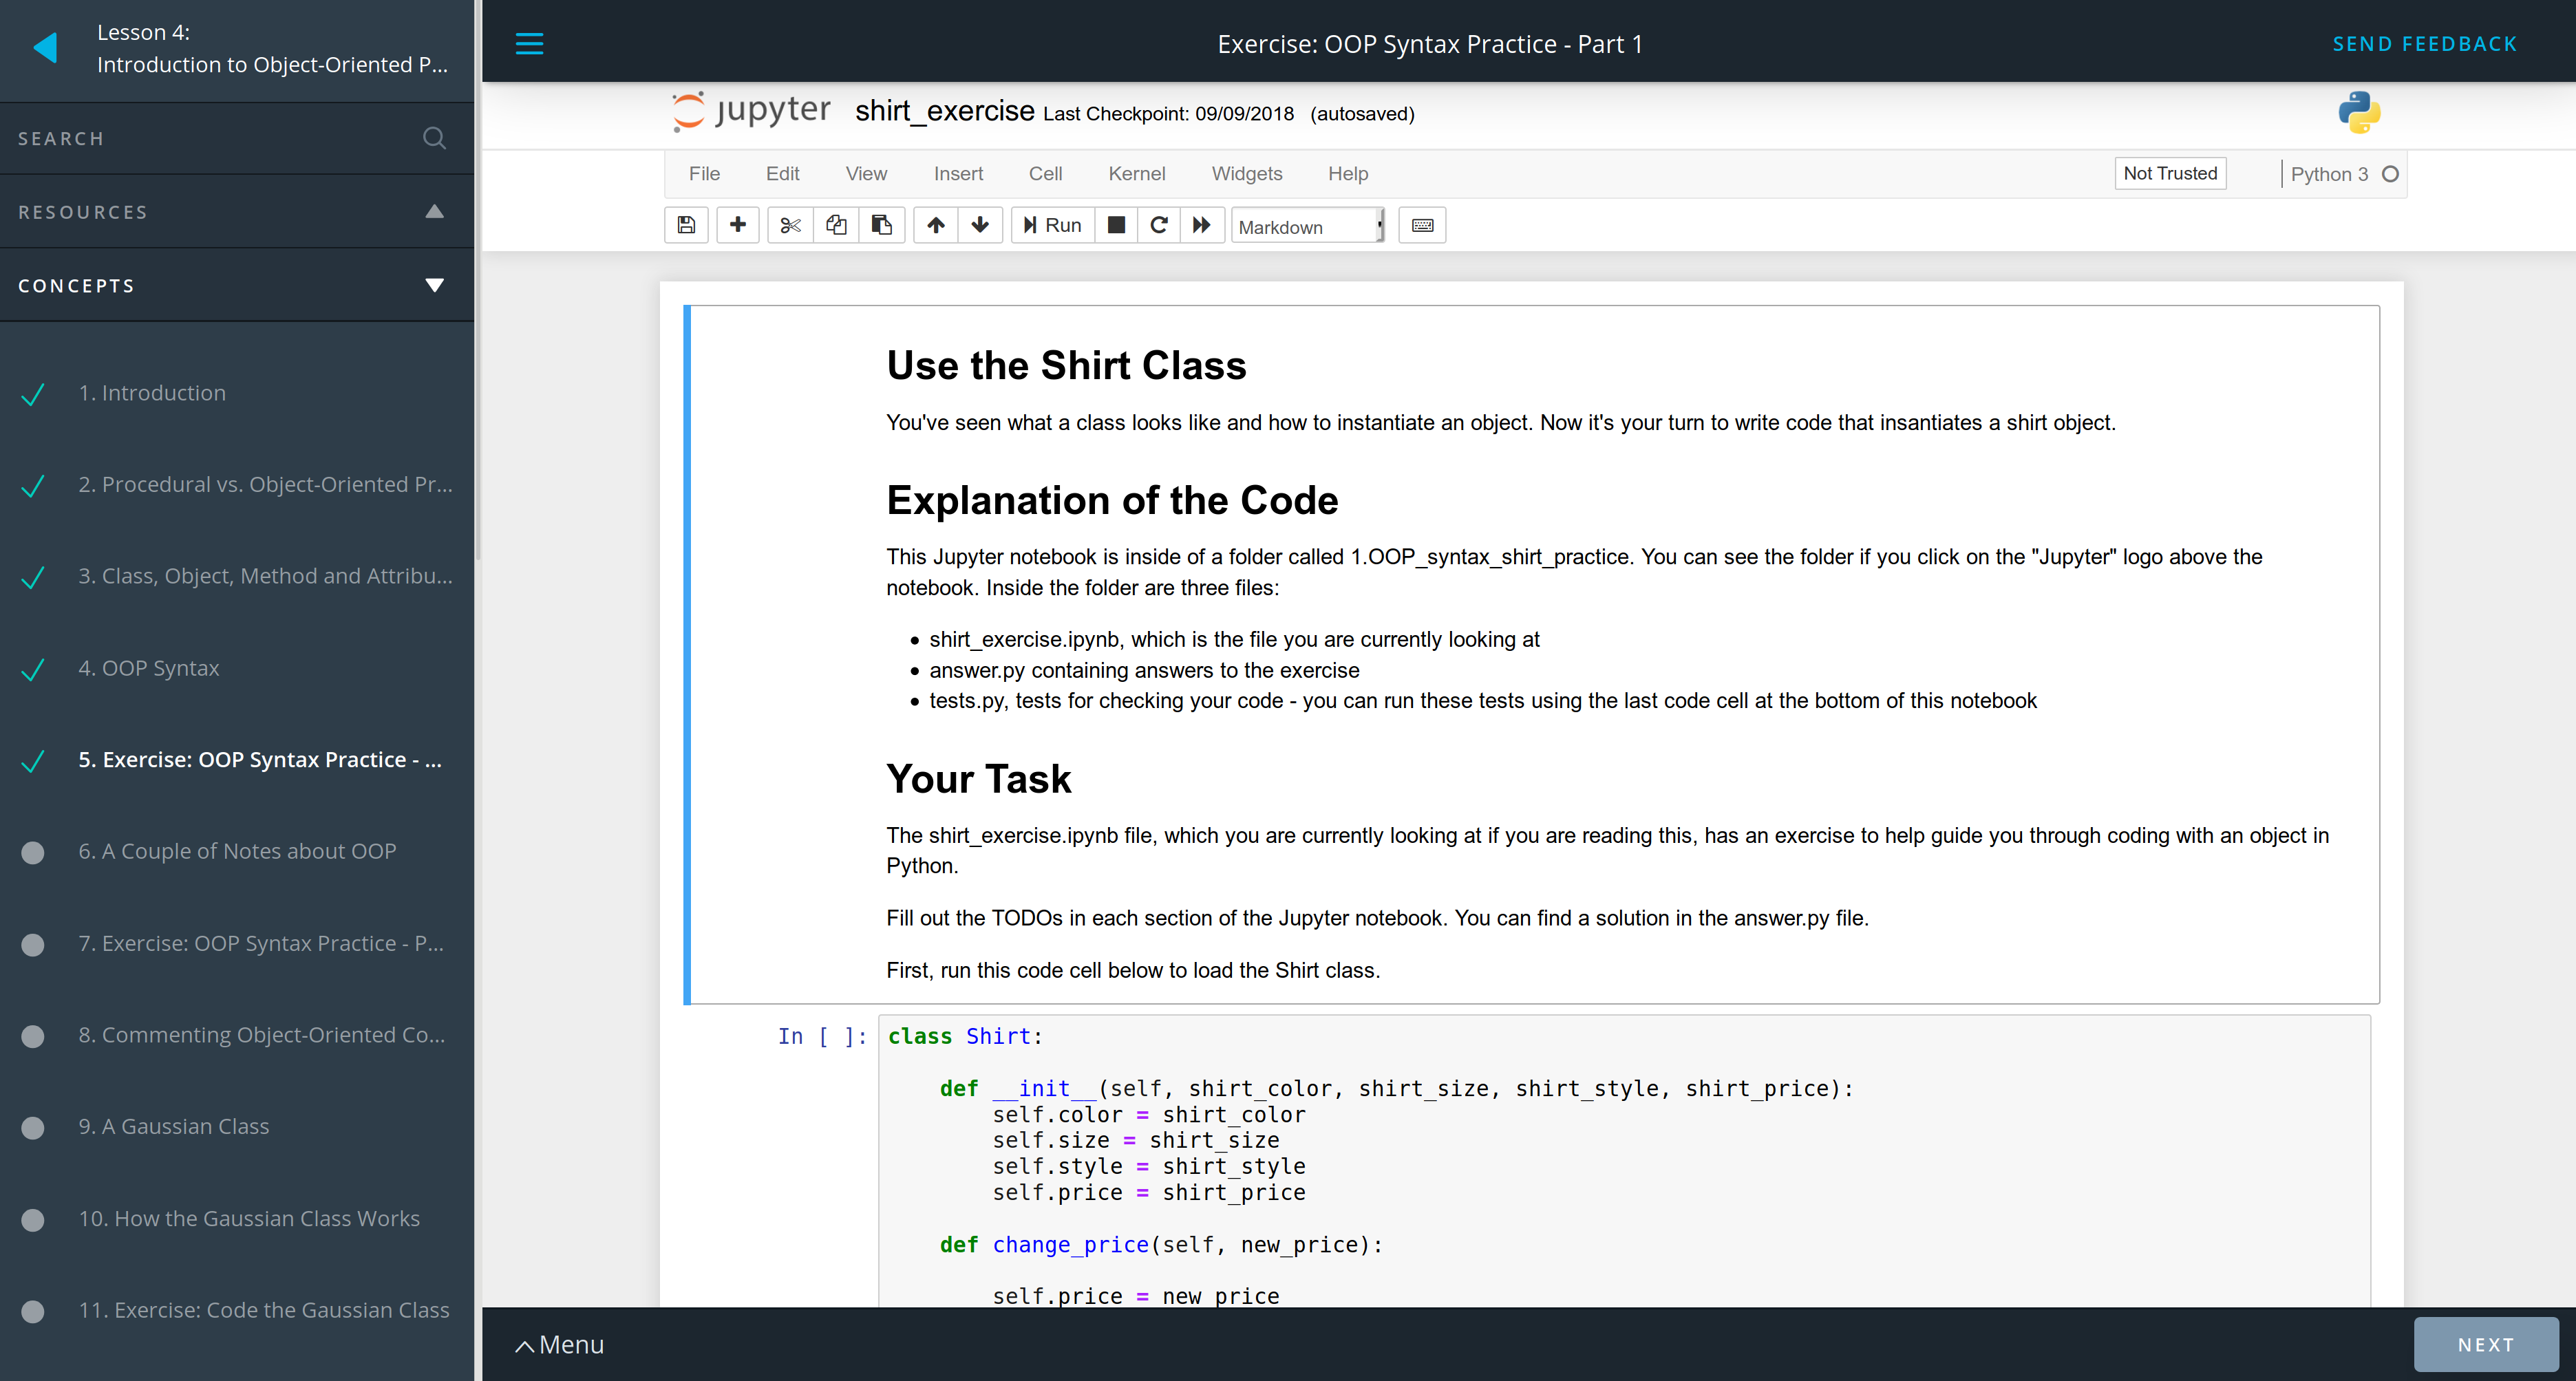 Lesson 4:
Introduction to Object-Oriented P...
SEARCH
RESOURCES
CONCEPTS
1. Introduction
2. Procedural vs. Object-Oriented Pr...
3. Class, Object, Method and Attribu...
4. OOP Syntax
5. Exercise: OOP Syntax Practice - ...
6. A Couple of Notes about OOP
7. Exercise: OOP Syntax Practice - P...
8. Commenting Object-Oriented Co...
9. A Gaussian Class
10. How the Gaussian Class Works
11. Exercise: Code the Gaussian Class
Exercise: OOP Syntax Practice - Part 1
SEND FEEDBACK
jupyter shirt_exercise Last Checkpoint: 09/09/2018 (autosaved)
File Edit View Insert Cell Kernel Widgets Help Not Trusted Python 3
Run Markdown
Use the Shirt Class
You've seen what a class looks like and how to instantiate an object. Now it's your turn to write code that insantiates a shirt object.
Explanation of the Code
This Jupyter notebook is inside of a folder called 1.OOP_syntax_shirt_practice. You can see the folder if you click on the "Jupyter" logo above the
notebook. Inside the folder are three files:
• shirt_exercise.ipynb, which is the file you are currently looking at
• answer.py containing answers to the exercise
• tests.py, tests for checking your code - you can run these tests using the last code cell at the bottom of this notebook
Your Task
The shirt_exercise.ipynb file, which you are currently looking at if you are reading this, has an exercise to help guide you through coding with an object in
Python.
Fill out the TODOs in each section of the Jupyter notebook. You can find a solution in the answer.py file.
First, run this code cell below to load the Shirt class.
In [ ]: class Shirt:
def __init__(self, shirt_color, shirt_size, shirt_style, shirt_price):
self.color = shirt_color
self.size = shirt_size
self.style = shirt_style
self.price = shirt_price
def change_price(self, new_price):
self.price = new_price
Menu
NEXT